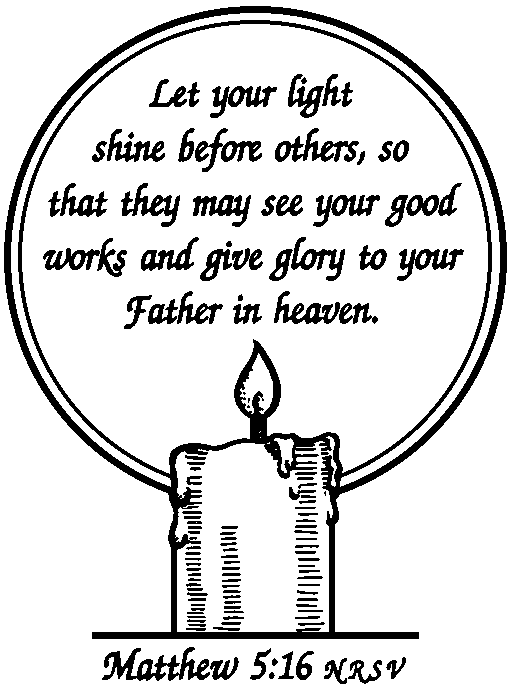 Let your light
shine before others, so
that they may see your good
works and give glory to your
Father in heaven.
Matthew 5:16 NRSV